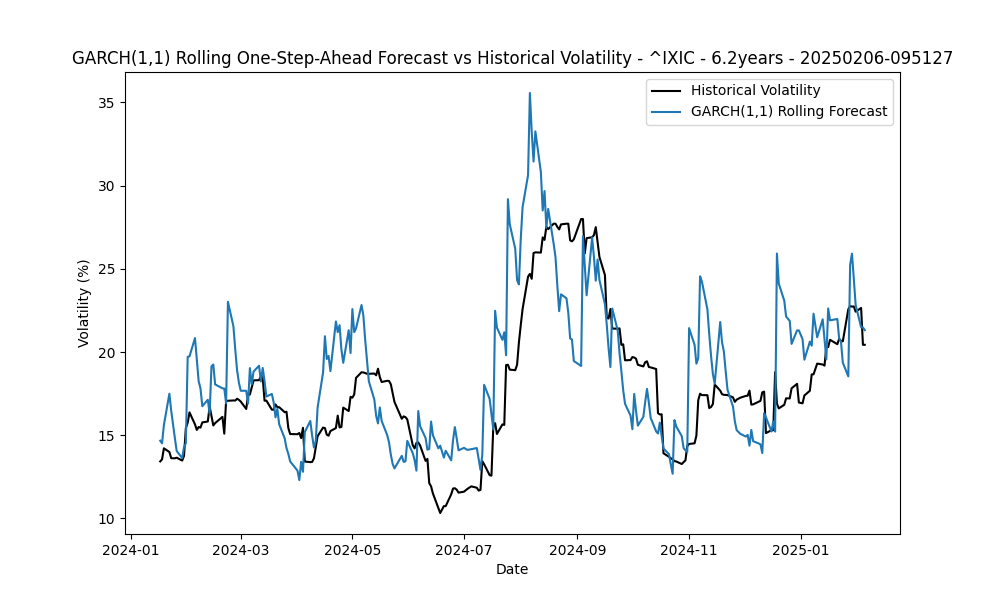 GARCH(1,1) Rolling One-Step-Ahead Forecast vs Historical Volatility - ^IXIC - 6.2years - 20250206-095127
Historical Volatility
GARCH(1,1) Rolling Forecast
Volatility (%)
35
30
25
20
15
10
2024-01
2024-03
2024-05
2024-07
2024-09
2024-11
2025-01
Date